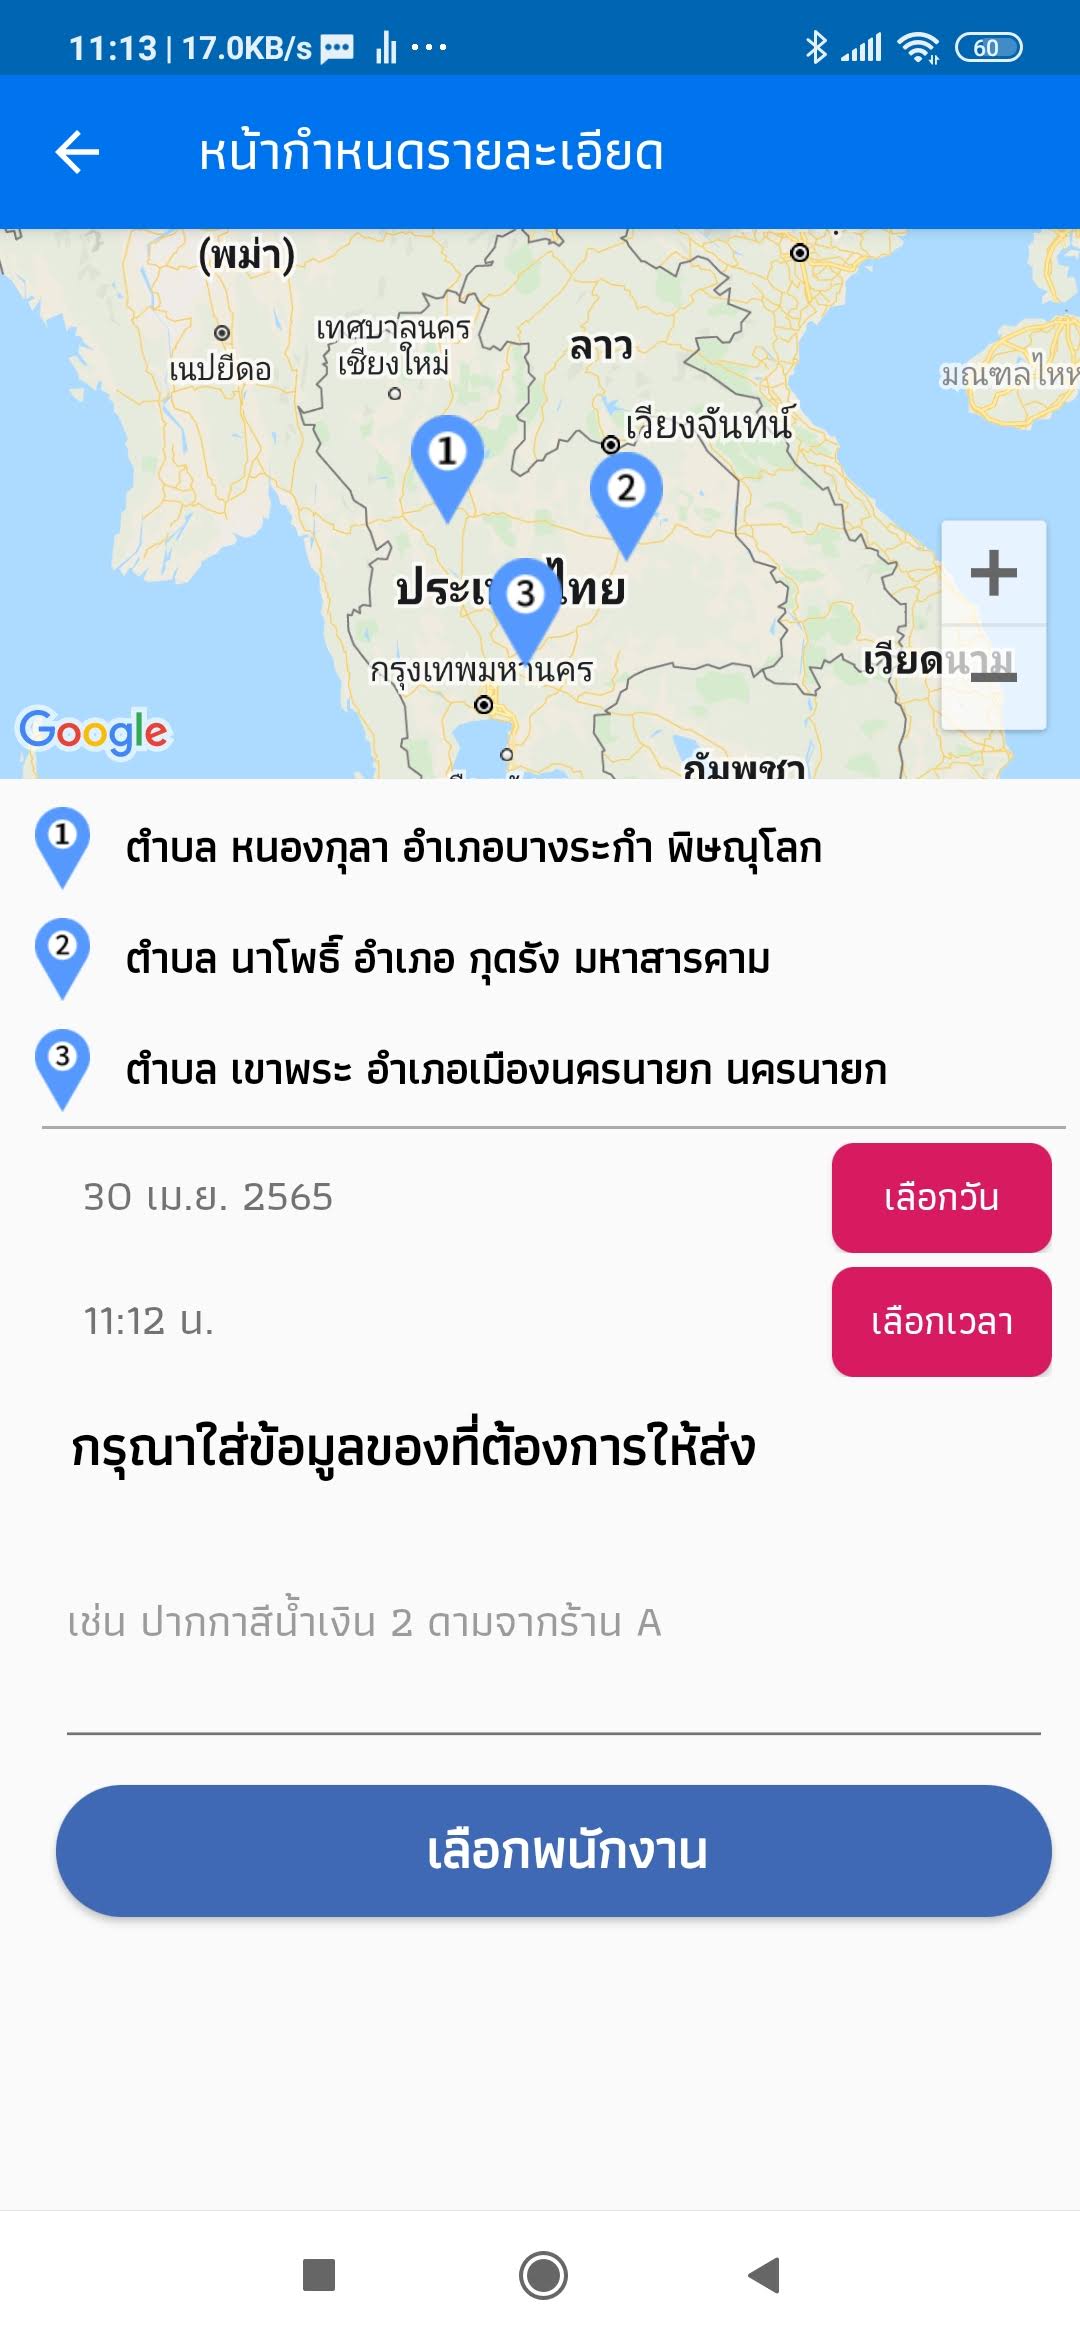 11:13 | 17.0KB/s
60
หน้ากำหนดรายละเอียด
(พม่า)
เทศบาลนคร
เชียงใหม่
ลาว
เนปยีดอ
มณฑลไห
เวียงจันทน์
1
2
3
กรุงเทพมหานคร
เวียดนาม
Google
กัมพูชา
1 ตำบล หนองกุลา อำเภอบางระกำ พิษณุโลก
2 ตำบล นาโพธิ์ อำเภอ กุดรัง มหาสารคาม
3 ตำบล เขาพระ อำเภอเมืองนครนายก นครนายก
30 เม.ย. 2565
เลือกวัน
11:12 น.
เลือกเวลา
กรุณาใส่ข้อมูลของที่ต้องการให้ส่ง
เช่น ปากกาสีน้ำเงิน 2 ดามจากร้าน A
เลือกพนักงาน